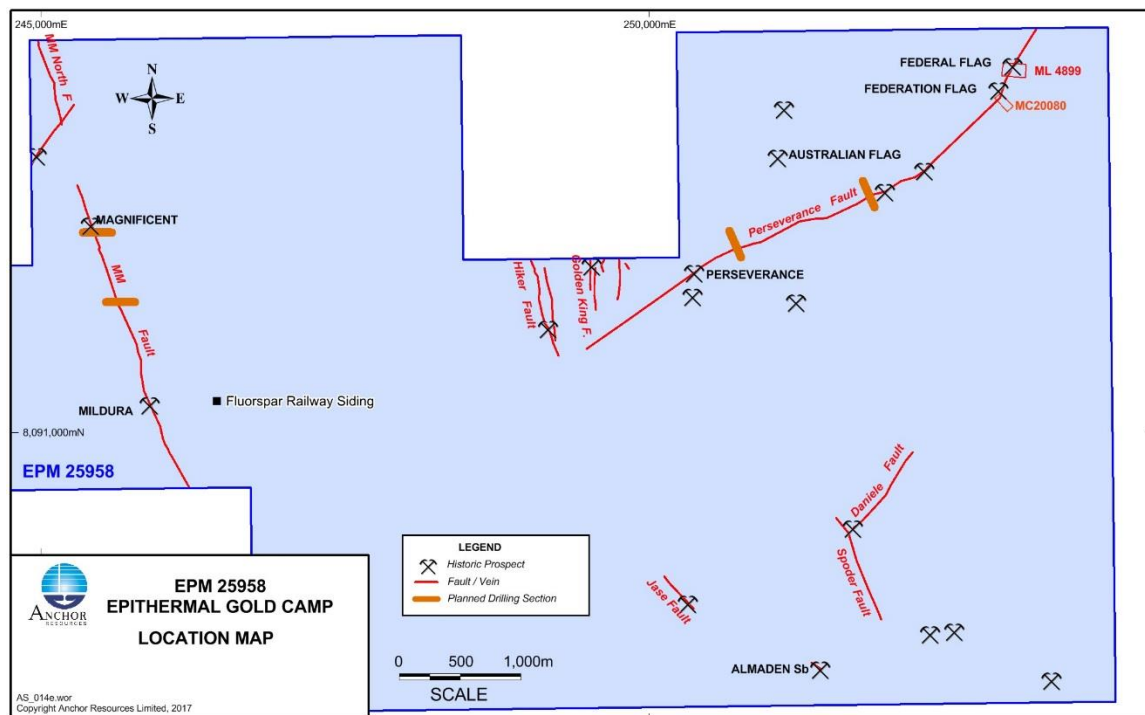 245,000mE
250,000mE
MM North F
N
W E
S
FEDERAL FLAG
ML 4899
FEDERATION FLAG
MC20080
AUSTRALIAN FLAG
MAGNIFICENT
Perseverance Fault
MM Fault
Hiker Fault
Golden King F.
PERSEVERANCE
MILDURA
Fluorspar Railway Siding
8,091,000mN
EPM 25958
Daniele Fault
Spoder Fault
Jase Fault
ALMADEN Sb
LEGEND
Historic Prospect
Fault / Vein
Planned Drilling Section
0 500 1,000m
SCALE
ANCHOR
RESOURCES
EPM 25958
EPITHERMAL GOLD CAMP
LOCATION MAP
AS_014e.wor
Copyright Anchor Resources Limited, 2017